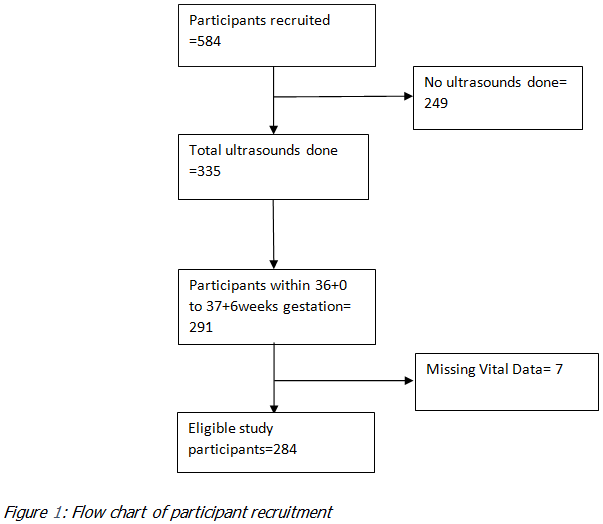 Participants recruited
=584
No ultrasounds done=
249
Total ultrasounds done
=335
Participants within 36+0
to 37+6weeks gestation=
291
Missing Vital Data= 7
Eligible study
participants=284
Figure 1: Flow chart of participant recruitment